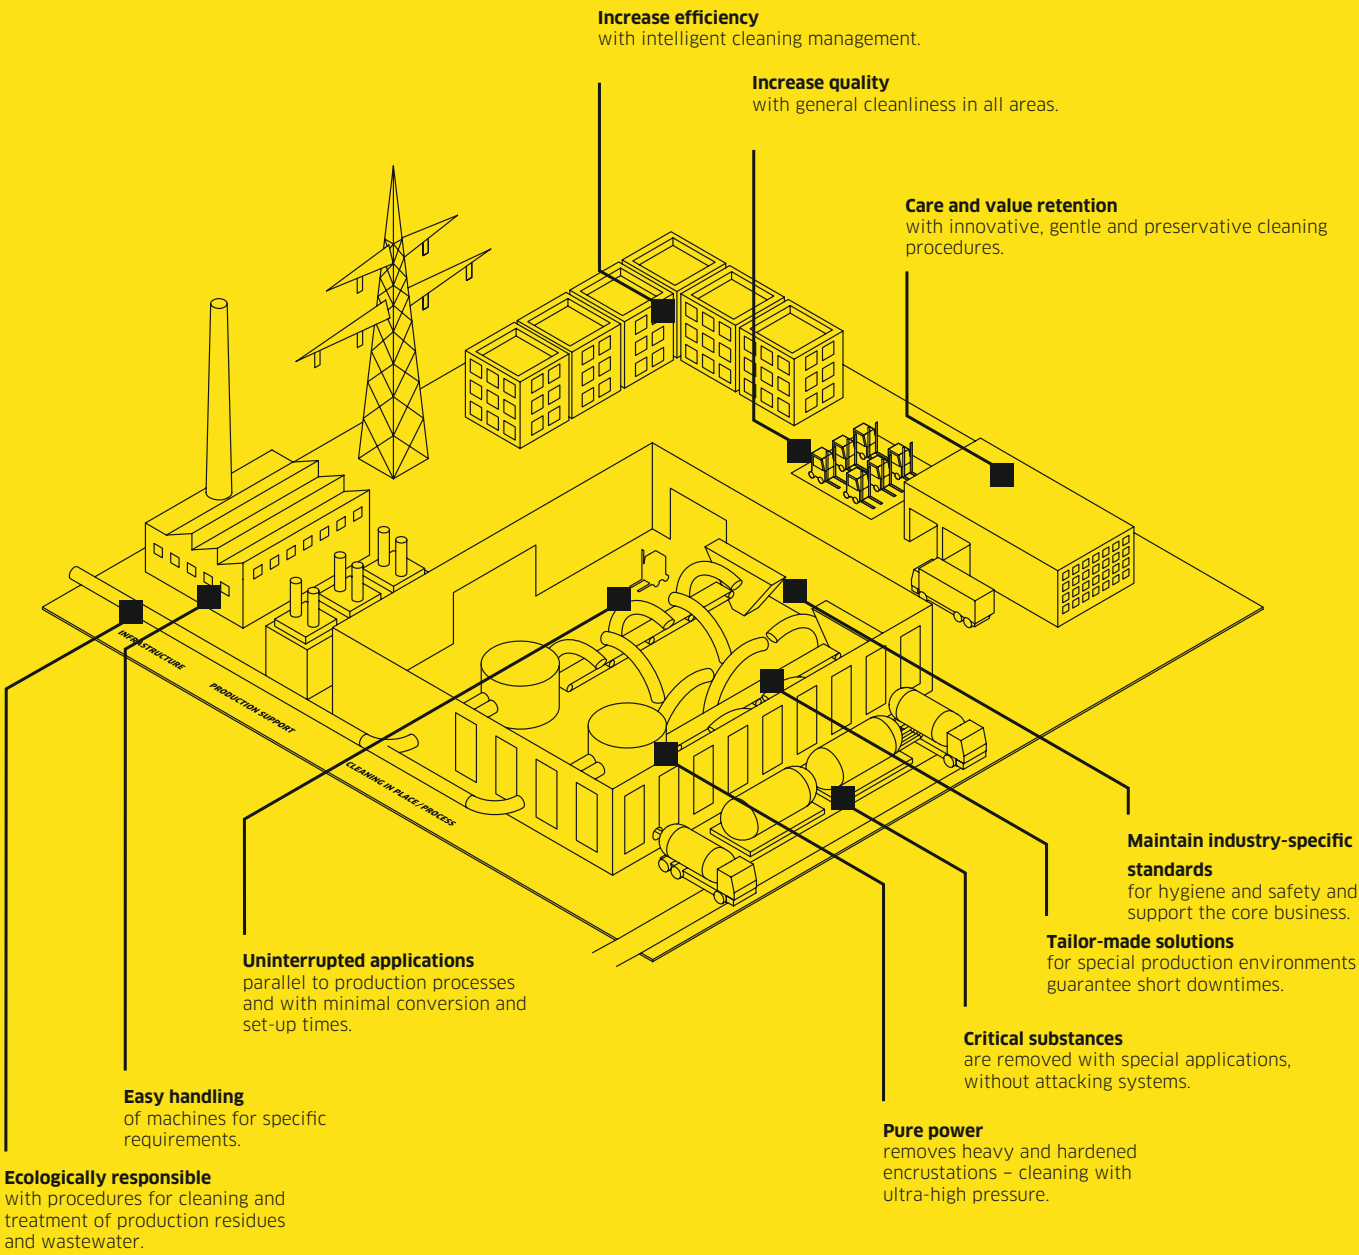 Increase efficiency
with intelligent cleaning management.
Increase quality
with general cleanliness in all areas.
Care and value retention
with innovative, gentle and preservative cleaning
procedures.
INFRASTRUCTURE
PRODUCTION SUPPORT
CLEANING IN PLACE/PROCESS
Maintain industry-specific
standards
for hygiene and safety and
support the core business.
Tailor-made solutions
for special production environments
guarantee short downtimes.
Uninterrupted applications
parallel to production processes
and with minimal conversion and
set-up times.
Critical substances
are removed with special applications,
without attacking systems.
Easy handling
of machines for specific
requirements.
Pure power
removes heavy and hardened
encrustations – cleaning with
ultra-high pressure.
Ecologically responsible
with procedures for cleaning and
treatment of production residues
and wastewater.